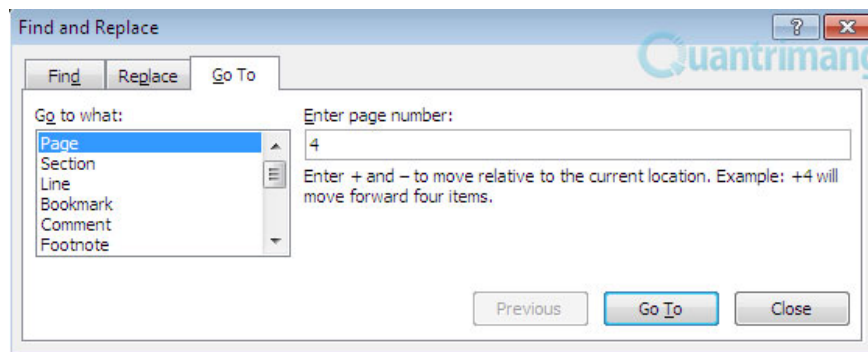 Find and Replace
Quantrimang
Find
Replace
Go To
Go to what:
Enter page number:
Page
4
Section
Enter + and – to move relative to the current location. Example: +4 will
Line
move forward four items.
Bookmark
Comment
Footnote
Previous
Go To
Close